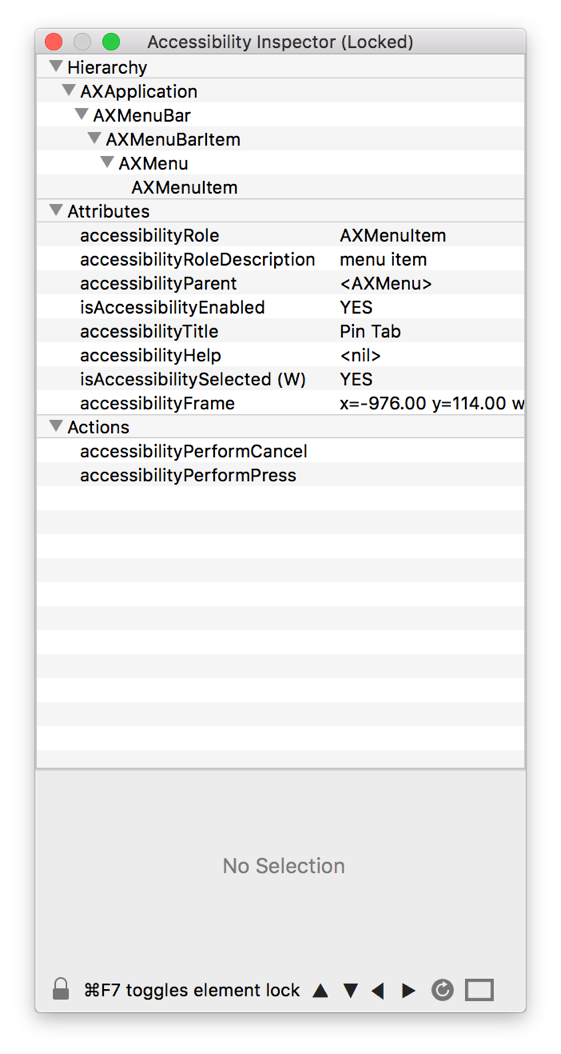 Accessibility Inspector (Locked)
Hierarchy
AXApplication
AXMenuBar
AXMenuBarItem
AXMenu
AXMenuItem
Attributes
accessibilityRole AXMenuItem
accessibilityRoleDescription menu item
accessibilityParent <AXMenu>
isAccessibilityEnabled YES
accessibilityTitle Pin Tab
accessibilityHelp <nil>
isAccessibilitySelected (W) YES
accessibilityFrame x=-976.00 y=114.00 w
Actions
accessibilityPerformCancel
accessibilityPerformPress
No Selection
⌘F7 toggles element lock